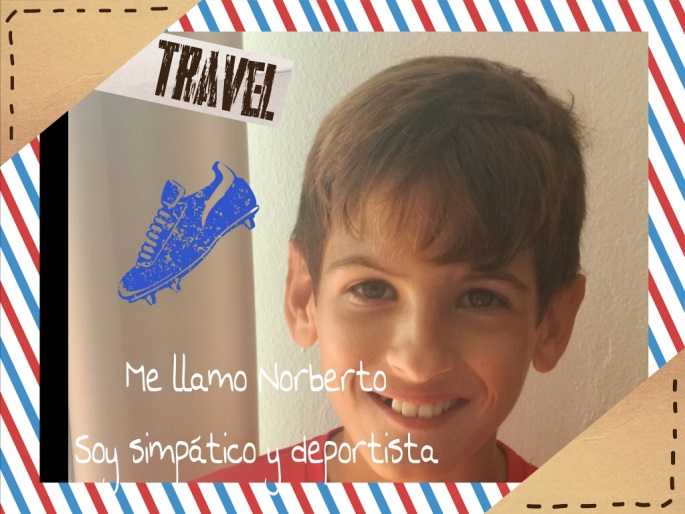 TRAVEL
Me llamo Norberto
Soy simpático y deportista